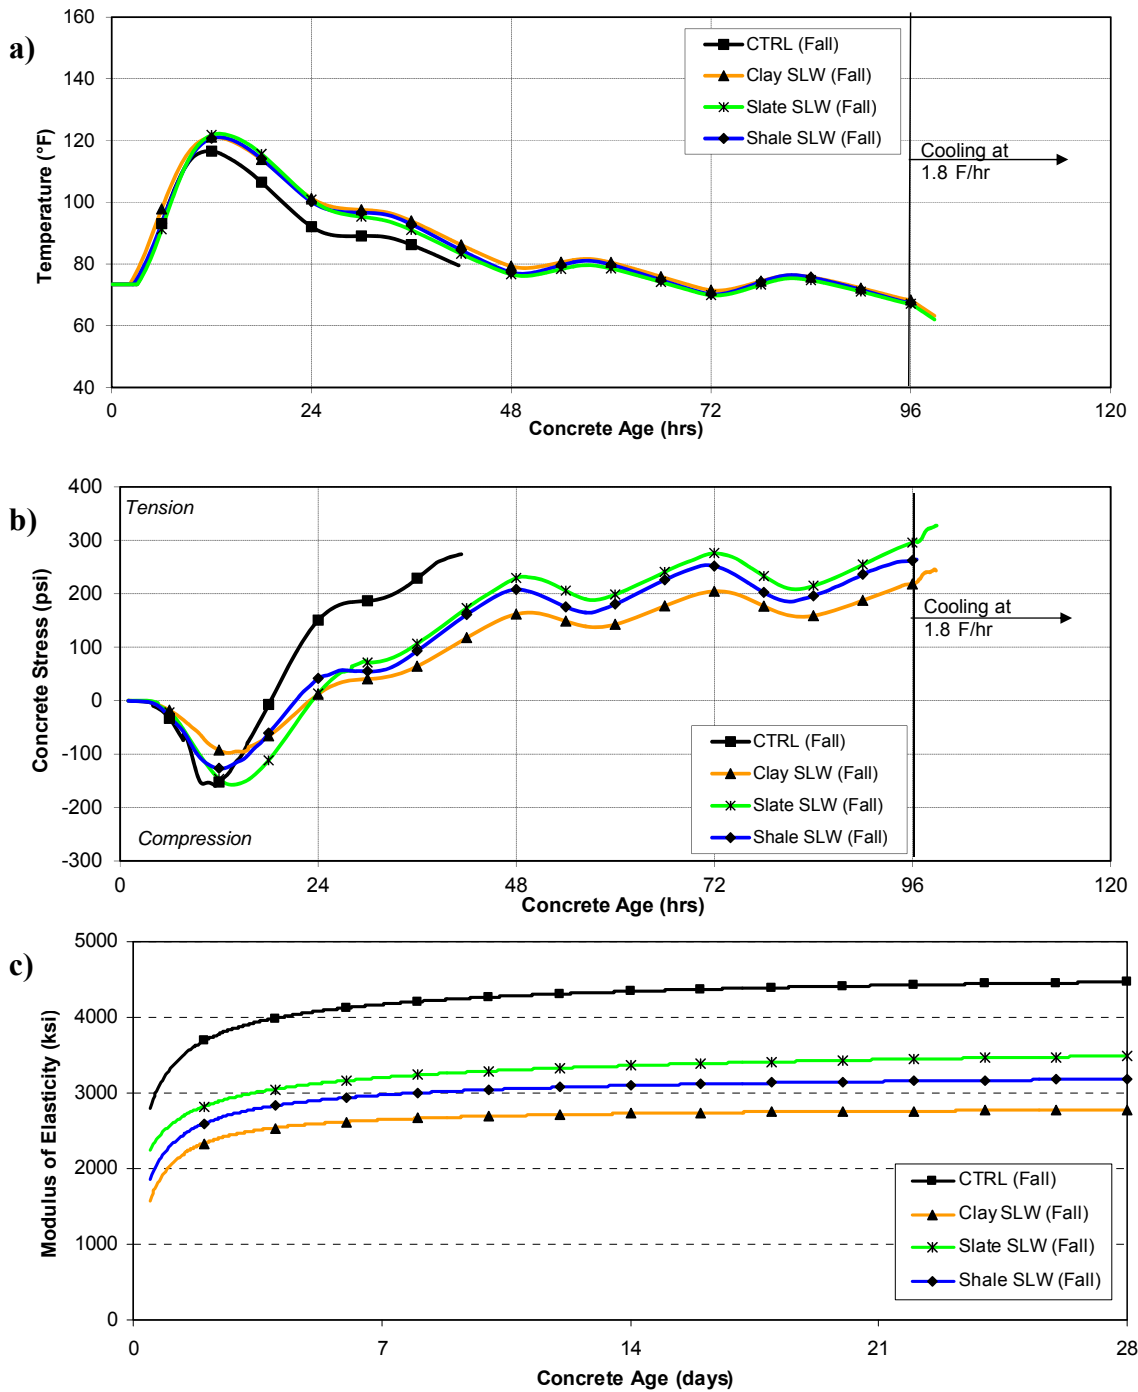 a)
160
140
120
100
80
60
40
Temperature (°F)
CTRL (Fall)
Clay SLW (Fall)
Slate SLW (Fall)
Shale SLW (Fall)
Cooling at
1.8 F/hr
0 24 48 72 96 120
Concrete Age (hrs)
b)
400
300
200
100
0
-100
-200
-300
Concrete Stress (psi)
Tension
Compression
Cooling at
1.8 F/hr
CTRL (Fall)
Clay SLW (Fall)
Slate SLW (Fall)
Shale SLW (Fall)
0 24 48 72 96 120
Concrete Age (hrs)
c)
5000
4000
3000
2000
1000
0
Modulus of Elasticity (ksi)
CTRL (Fall)
Clay SLW (Fall)
Slate SLW (Fall)
Shale SLW (Fall)
0 7 14 21 28
Concrete Age (days)